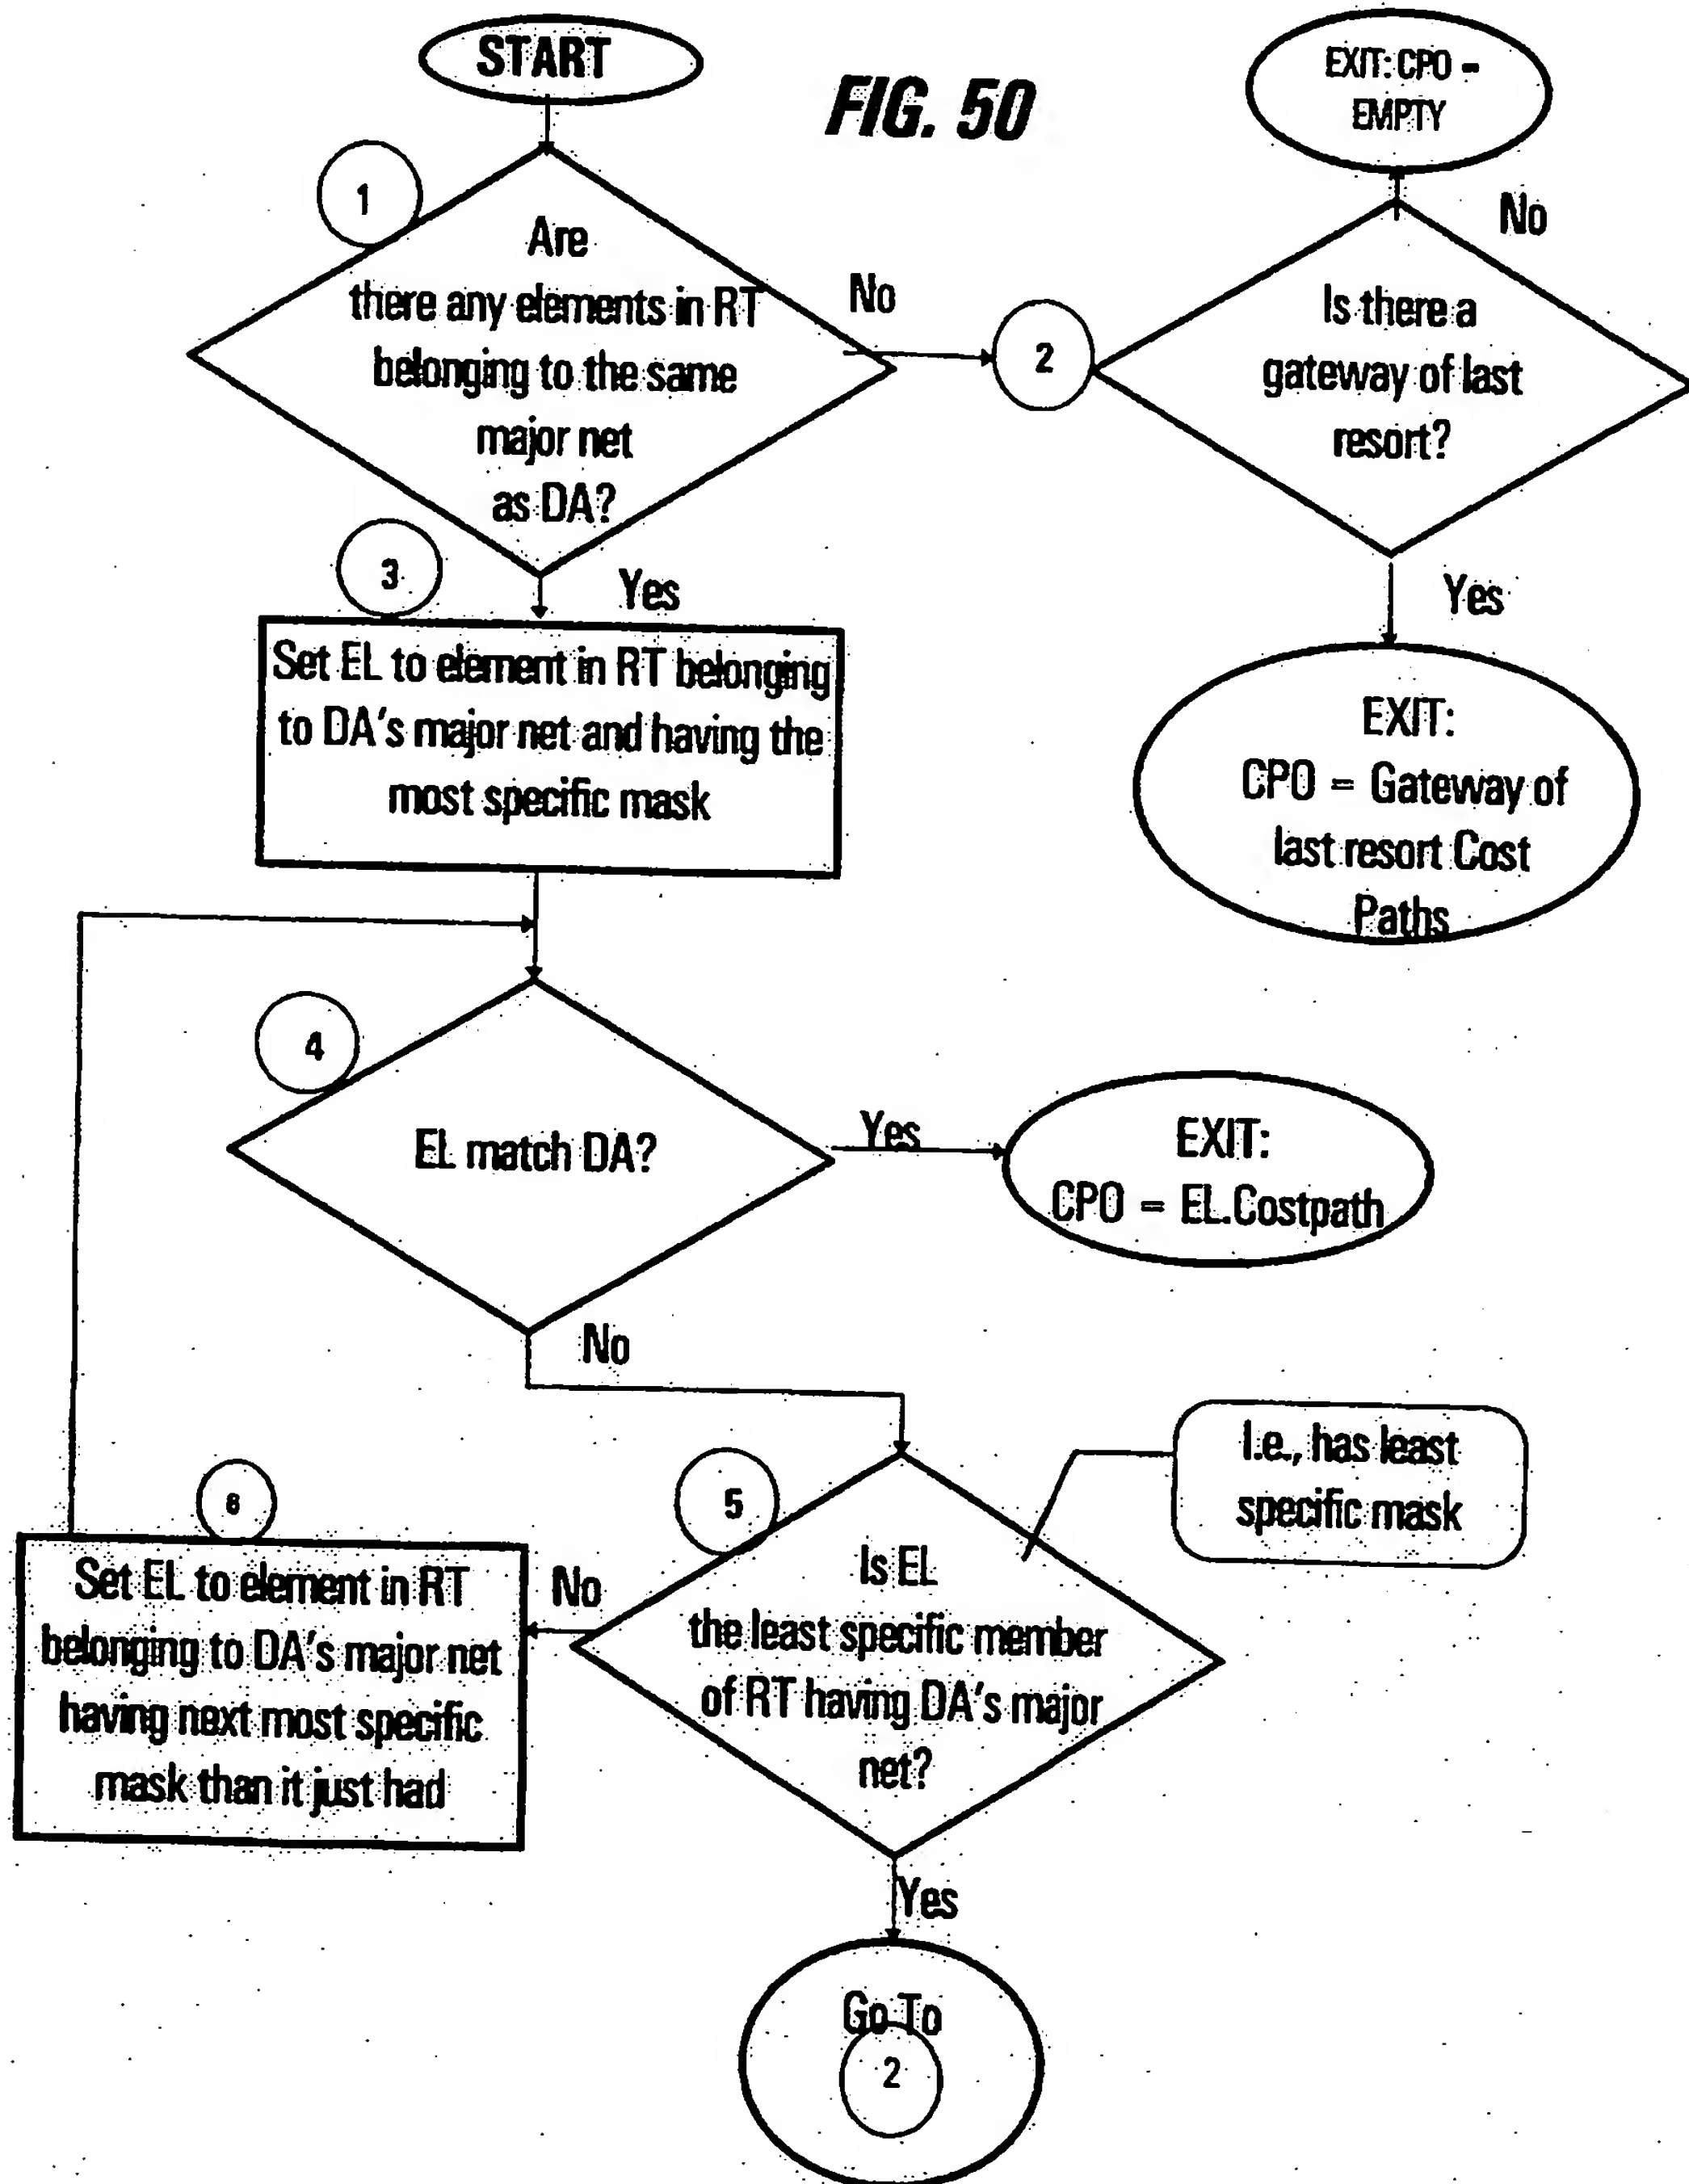 START
FIG. 50
EXIT: CPO -
EMPTY
1
Are
there any elements in RT
belonging to the same
major net
as DA?
No
2
No
Is there a
gateway of last
resort?
3
Yes
Yes
Set EL to element in RT belonging
to DA's major net and having the
most specific mask
EXIT:
CPO = Gateway of
last resort Cost
Paths
4
EL match DA?
Yes
EXIT:
CPO = EL.Costpath
No
I.e., has least
specific mask
5
Is EL
the least specific member
of RT having DA's major
net?
No
6
Set EL to element in RT
belonging to DA's major net
having next most specific
mask than it just had
Yes
Go To
2